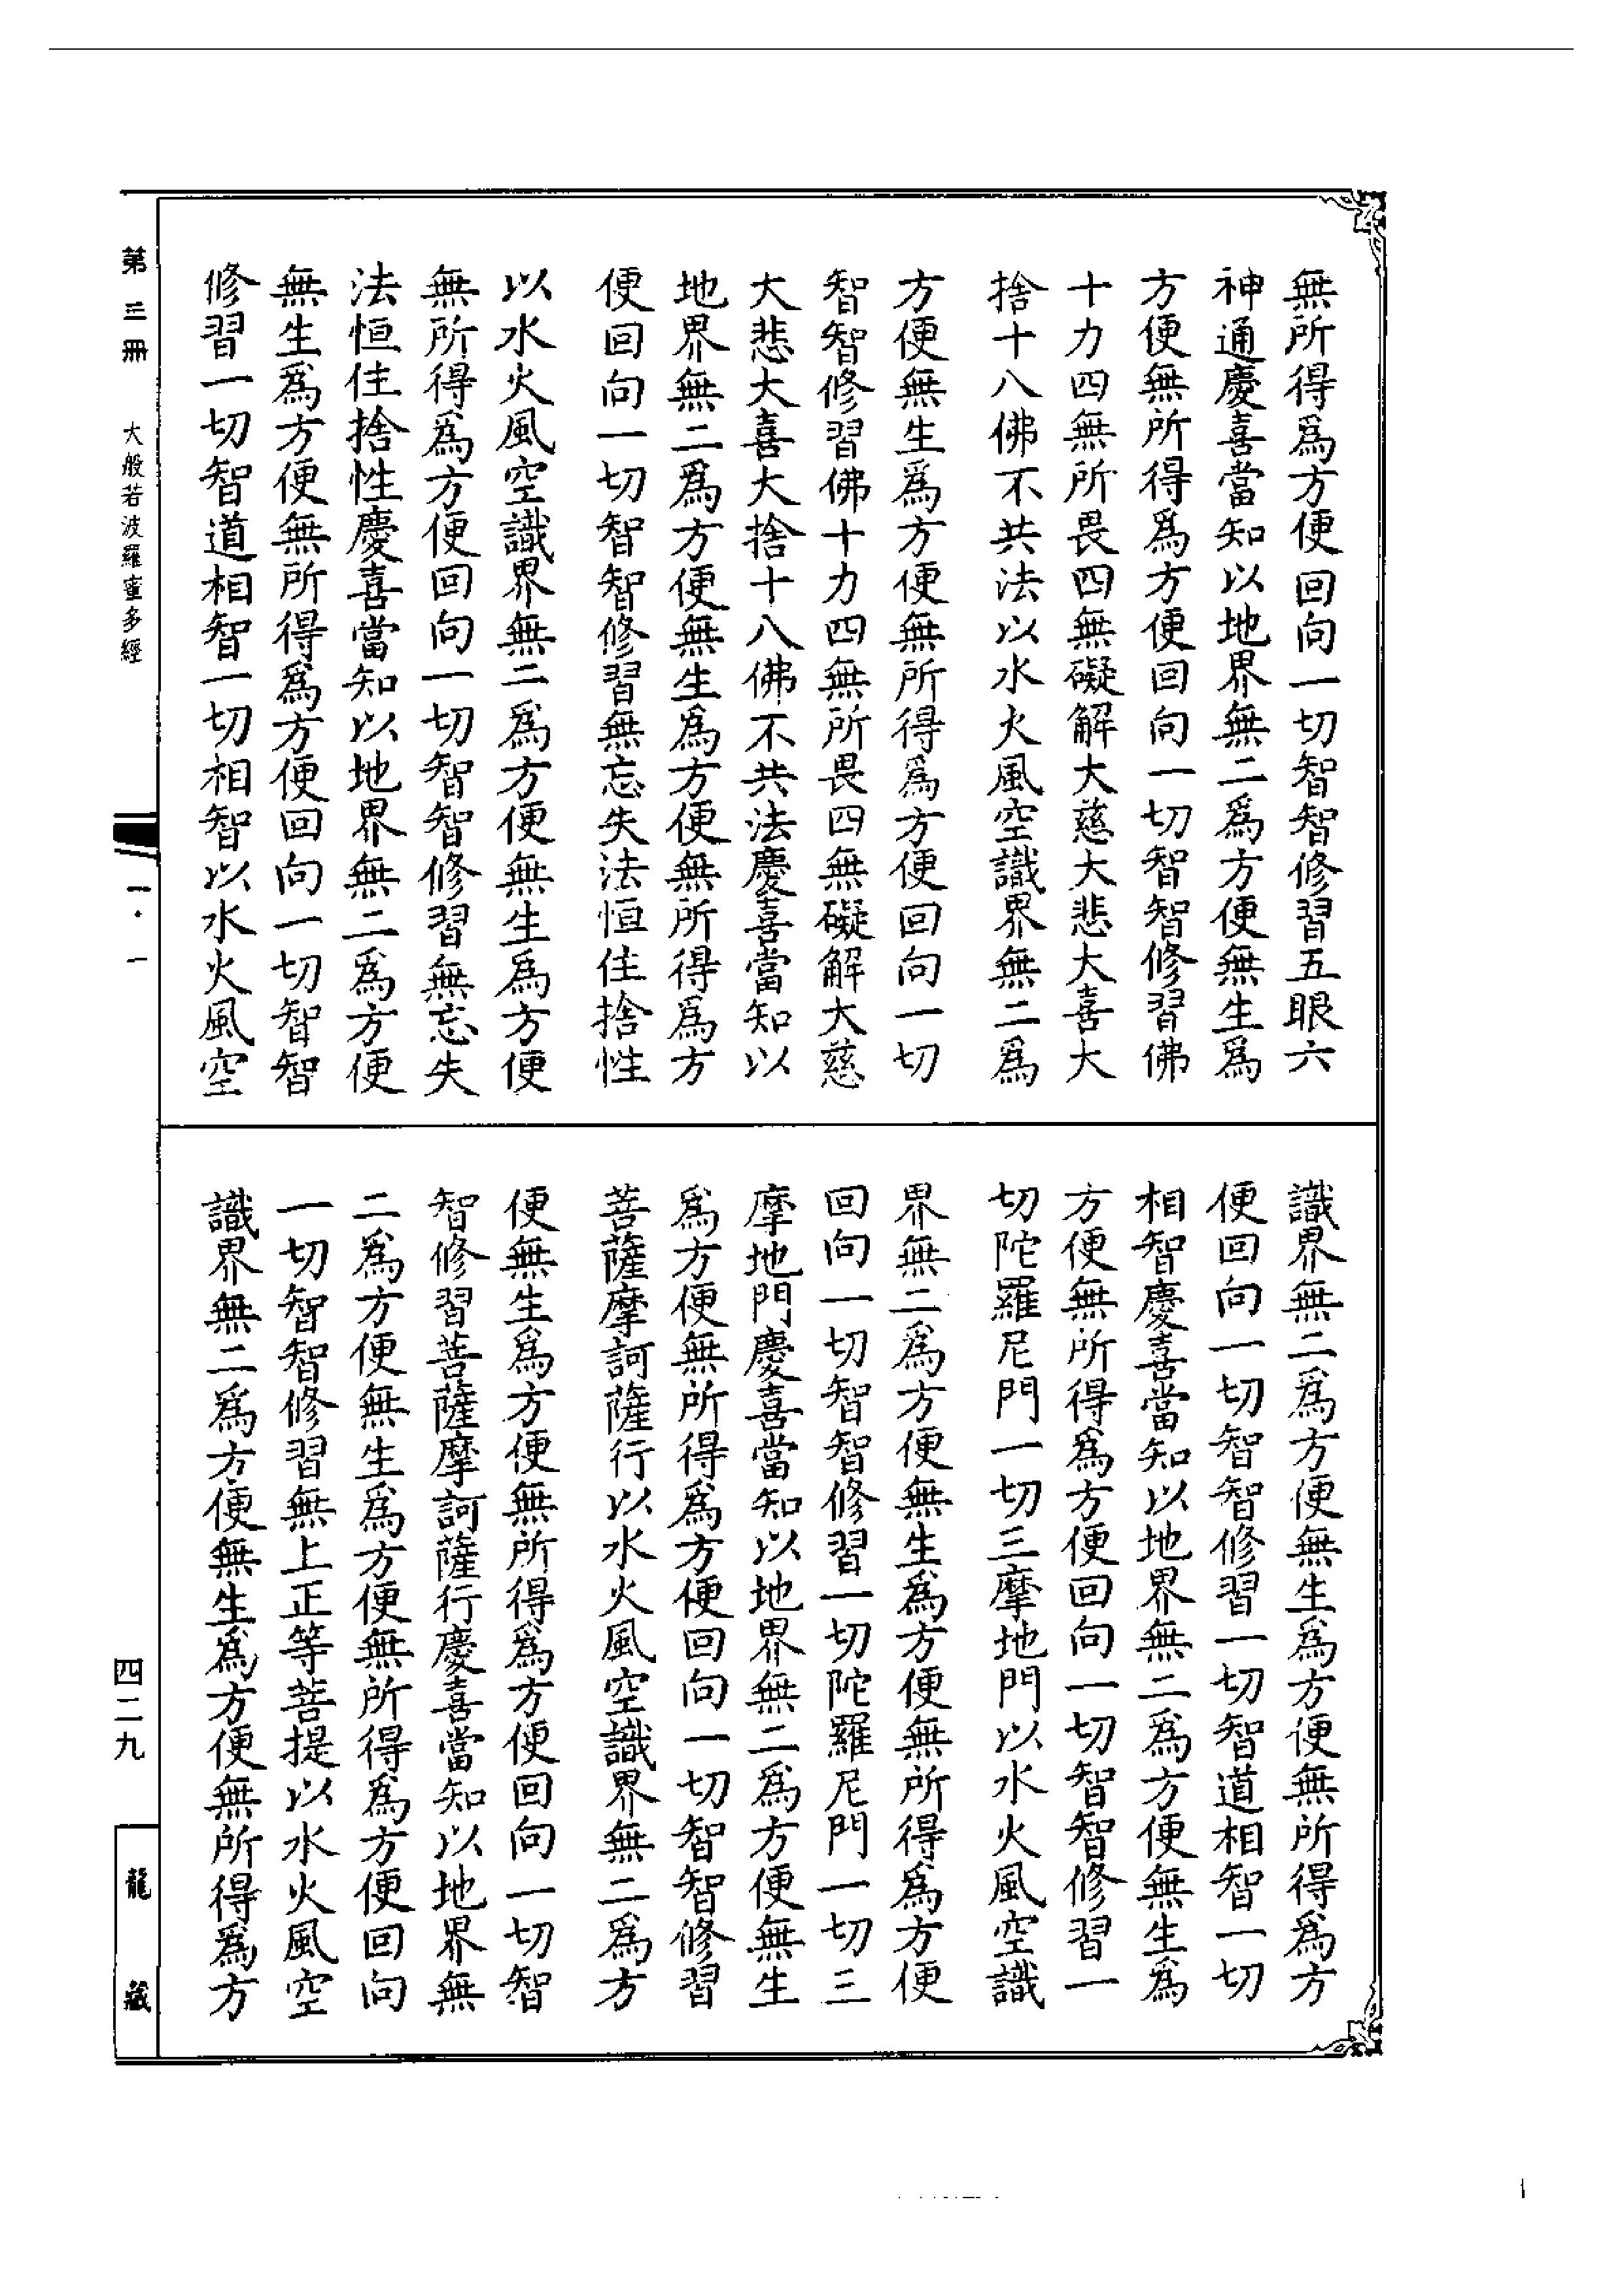 無所得爲方便回向一切智智修習五眼六
神通慶喜當知以地界無二爲方便無生爲
方便無所得爲方便回向一切智智修習佛
十力四無所畏四無礙解大慈大悲大喜大
捨十八佛不共法以水火風空識界無二爲
方便無生爲方便無所得爲方便回向一切
智智修習佛十力四無所畏四無礙解大慈
大悲大喜大捨十八佛不共法慶喜當知以
地界無二爲方便無生爲方便無所得爲方
便回向一切智智修習無忘失法恒住捨性
以水火風空識界無二爲方便無生爲方便
無所得爲方便回向一切智智修習無忘失
法恒住捨性慶喜當知以地界無二爲方便
無生爲方便無所得爲方便回向一切智智
修習一切智道相智一切相智以水火風空
識界無二爲方便無生爲方便無所得爲方
便回向一切智智修習一切智道相智一切
相智慶喜當知以地界無二爲方便無生爲
方便無所得爲方便回向一切智智修習一
切陀羅尼門一切三摩地門以水火風空識
界無二爲方便無生爲方便無所得爲方便
回向一切智智修習一切陀羅尼門一切三
摩地門慶喜當知以地界無二爲方便無生
爲方便無所得爲方便回向一切智智修習
菩薩摩訶薩行以水火風空識界無二爲方
便無生爲方便無所得爲方便回向一切智
智修習菩薩摩訶薩行慶喜當知以地界無
二爲方便無生爲方便無所得爲方便回向
一切智智修習無上正等菩提以水火風空
識界無二爲方便無生爲方便無所得爲方
第三冊 大般若波羅蜜多經 一·一 四二九 龍藏